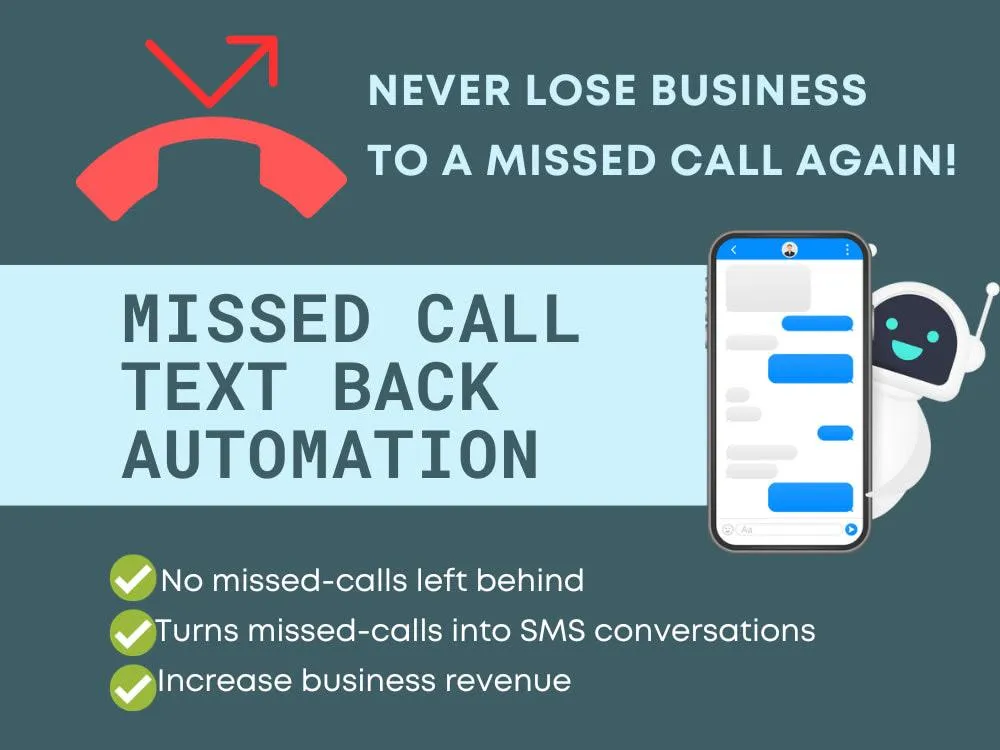 NEVER LOSE BUSINESS
TO A MISSED CALL AGAIN!
MISSED CALL
TEXT BACK
AUTOMATION
Aa
No missed-calls left behind
Turns missed-calls into SMS conversations
Increase business revenue